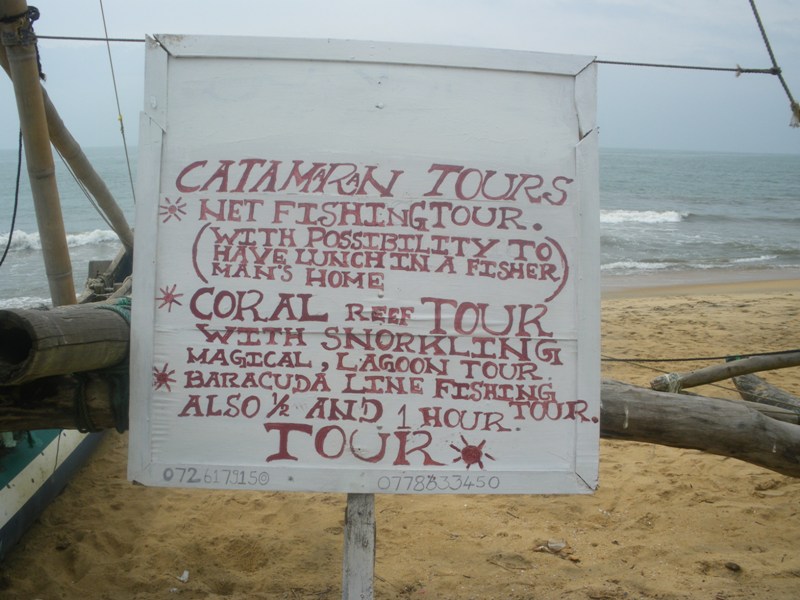 CATAMARAN TOURS
NET FISHING TOUR.
(WITH POSSIBILITY TO
HAVE LUNCH IN A FISHER
MAN'S HOME)
CORAL REEF TOUR
WITH SNORKLING
MAGICAL, LAGOON TOUR.
BARACUDA LINE FISHING
TOUR.
ALSO ½ AND 1 HOUR.
TOUR
0726179150 0778833450